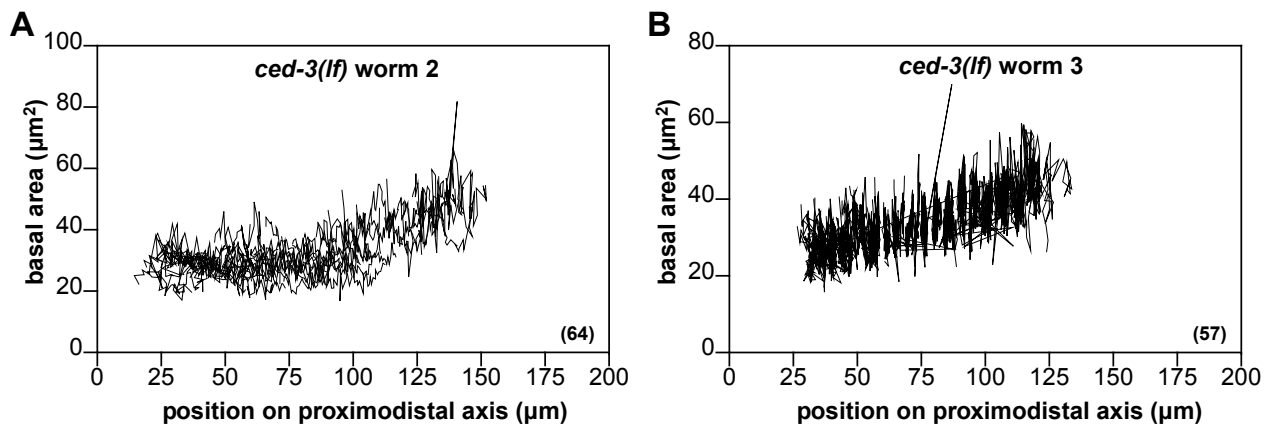 A
ced-3(lf) worm 2
100
80
60
40
20
0
basal area (µm²)
(64)
0 25 50 75 100 125 150 175 200
position on proximodistal axis (µm)
B
ced-3(lf) worm 3
80
60
40
20
0
basal area (µm²)
(57)
0 25 50 75 100 125 150 175 200
position on proximodistal axis (µm)